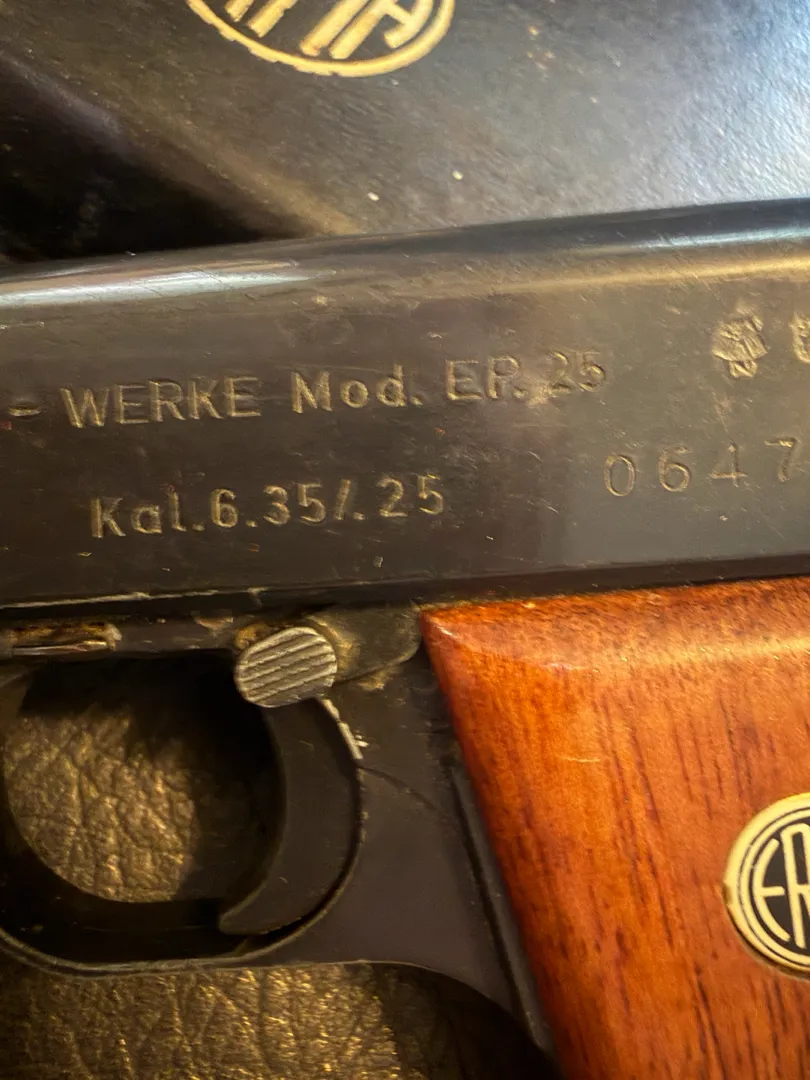 - WERKE Mod. EP. 25
Kal.6.35/.25
0647